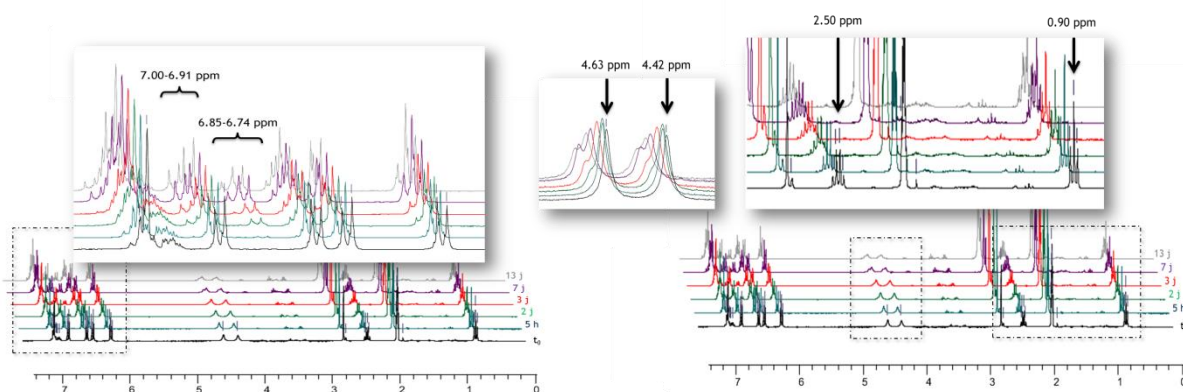 2.50 ppm
0.90 ppm
7.00-6.91 ppm
6.85-6.74 ppm
4.63 ppm
4.42 ppm
13 j
7 j
3 j
2 j
5 h
t₀
7
6
5
4
3
2
1
0
13 j
7 j
3 j
2 j
5 h
t
7
6
5
4
3
2
1
0